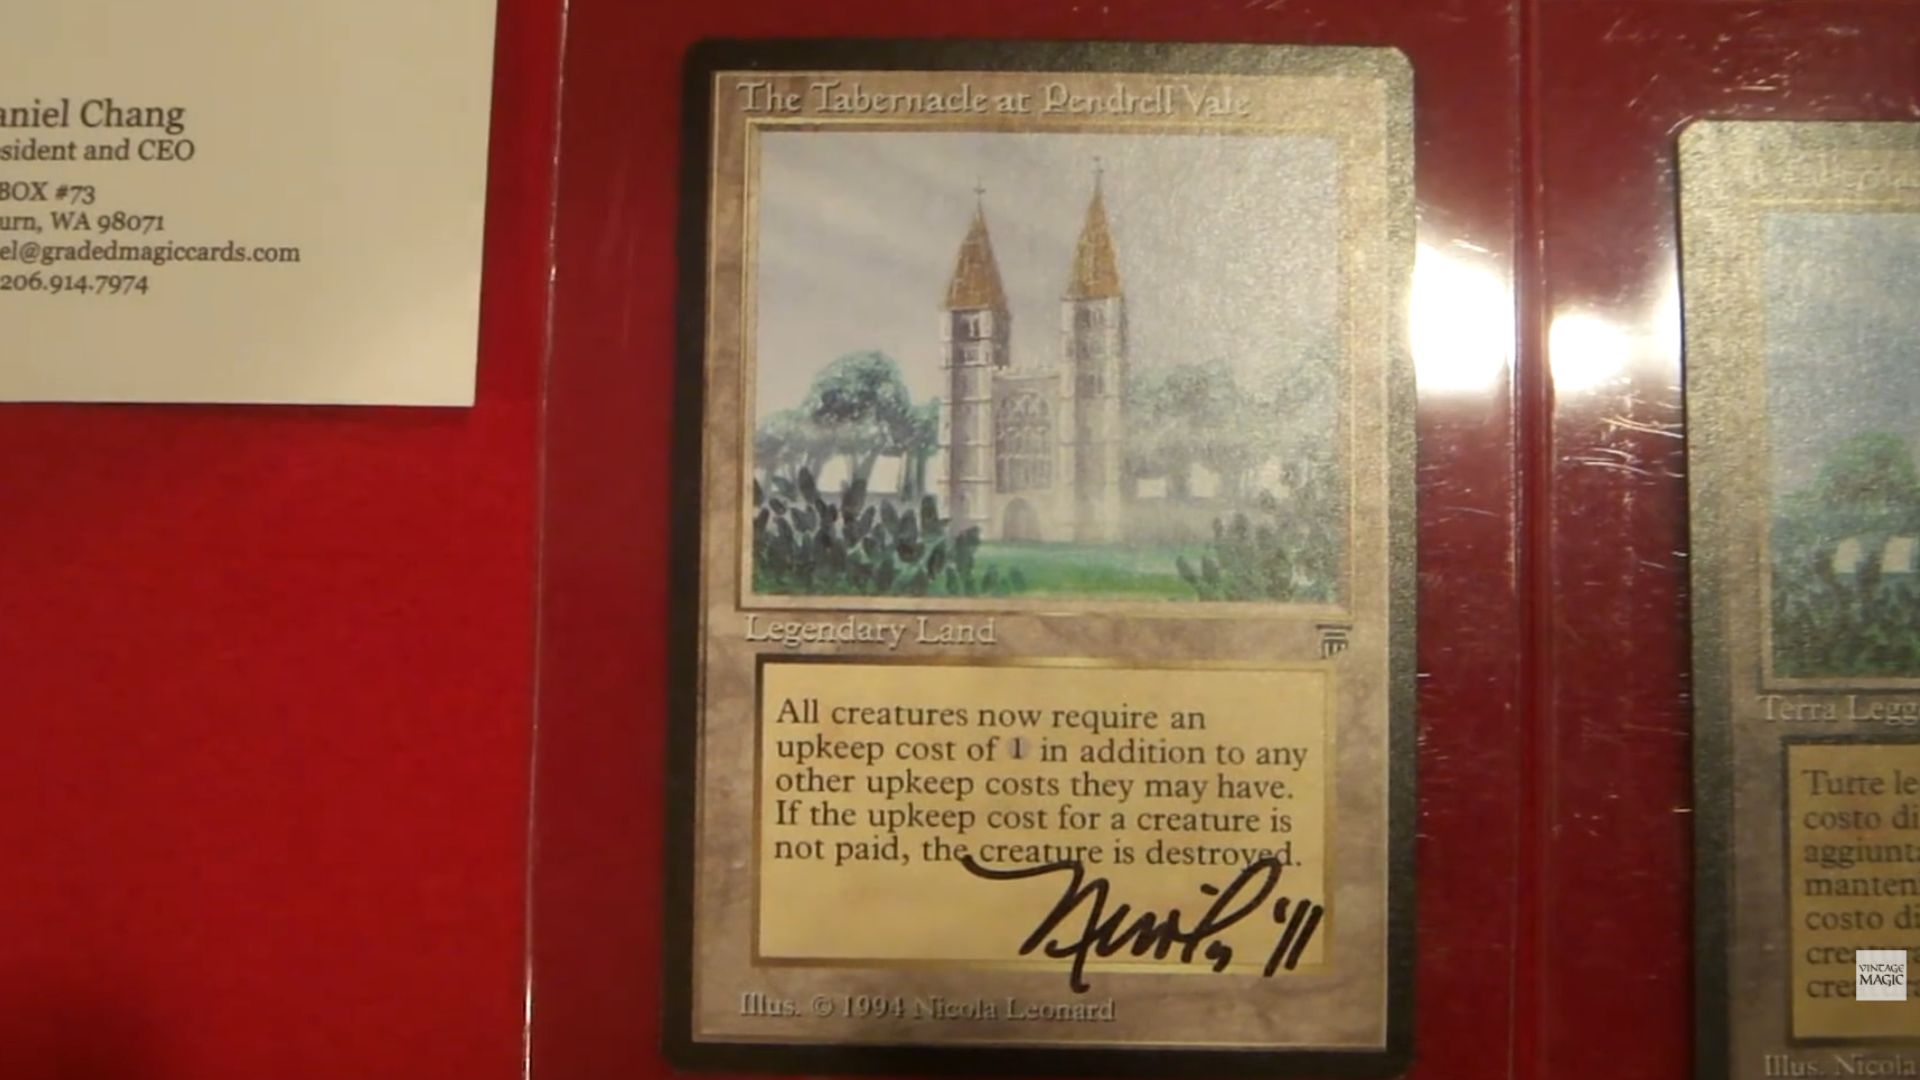 aniel Chang
sident and CEO
BOX #73
urn, WA 98071
el@gradedmagiccards.com
206.914.7974
The Tabernacle at Pendrell Vale
Legendary Land
All creatures now require an
upkeep cost of 1 in addition to any
other upkeep costs they may have.
If the upkeep cost for a creature is
not paid, the creature is destroyed.
'11
Illus. © 1994 Nicola Leonard
Terra Legg
Tutte le
costo di
aggiunt
manten
costo di
crea
crea
Illus. Nicola
VINTAGE
MAGIC